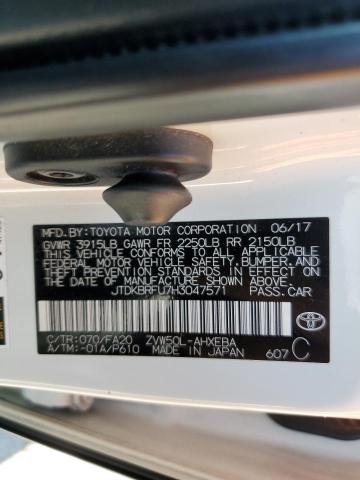 MFD.BY:TOYOTA MOTOR CORPORATION 06/17
GVWR 3915LB GAWR FR 2250LB RR 2150LB
THIS VEHICLE CONFORMS TO ALL APPLICABLE
FEDERAL MOTOR VEHICLE SAFETY, BUMPER,
AND THEFT PREVENTION STANDARDS IN EFFECT
ON THE DATE OF MANUFACTURE SHOWN ABOVE.
JTDKBRFU7H3047571 PASS.CAR
C/TR:070/FA20 ZVW50L-AHXEBA
A/TM:-01A/P610 MADE IN JAPAN 607 C